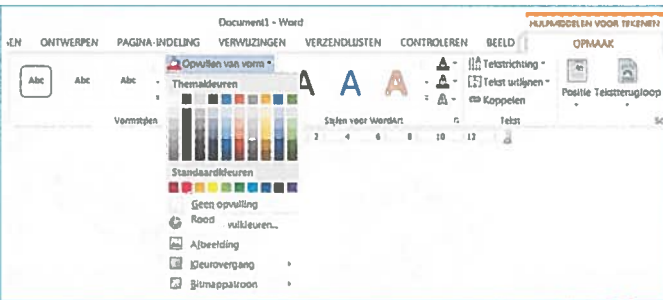 Document1 - Word
HULPMIDDELEN VOOR TEKENEN
EN ONTWERPEN PAGINA-INDELING VERWIJZINGEN VERZENDLIJSTEN CONTROLEREN BEELD OPMAAK
Abc Abc Abc
Opvullen van vorm
Themakleuren
A A A
Tekstrichting
Tekst uitlijnen
Koppelen
Positie Tekstterugloop
Vormstijlen
Stijlen voor WordArt
Tekst
2 4 6 8 10 12
Standaardkleuren
Geen opvulling
Rood
vulkleuren...
Afbeelding
Kleurovergang
Bitmappatroon